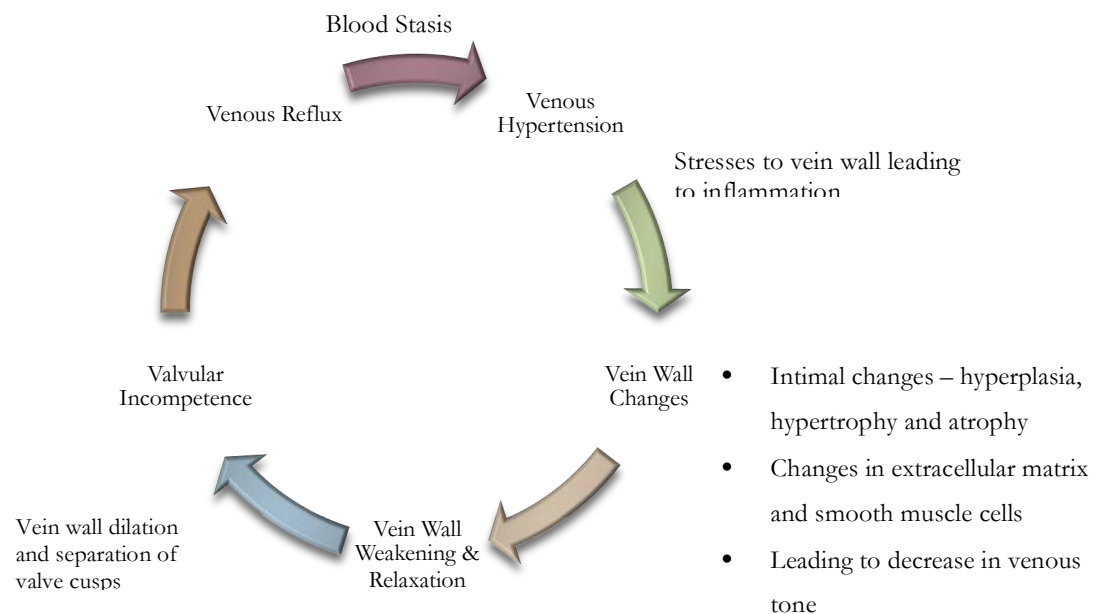 Blood Stasis
Venous Reflux
Venous
Hypertension
Stresses to vein wall leading
to inflammation
Vein Wall
Changes
• Intimal changes – hyperplasia,
hypertrophy and atrophy
• Changes in extracellular matrix
and smooth muscle cells
• Leading to decrease in venous
tone
Vein Wall
Weakening &
Relaxation
Vein wall dilation
and separation of
valve cusps
Valvular
Incompetence